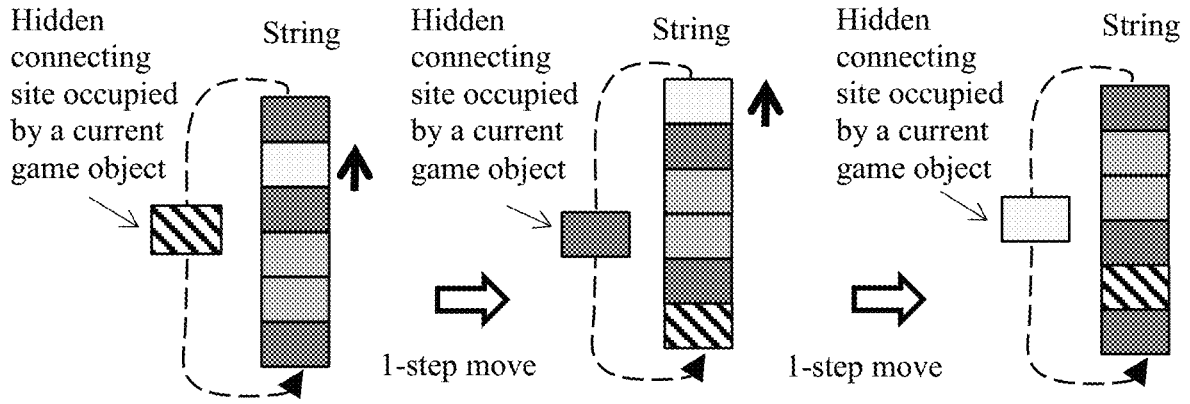 Hidden
connecting
site occupied
by a current
game object
String
Hidden
connecting
site occupied
by a current
game object
String
Hidden
connecting
site occupied
by a current
game object
String
1-step move
1-step move